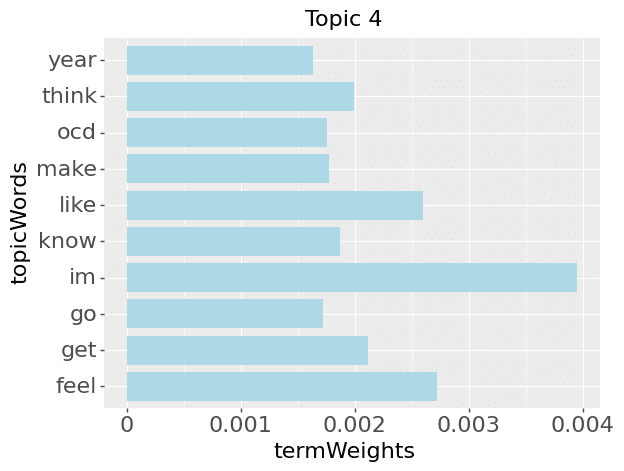 Topic 4
year
think
ocd
make
like
know
im
go
get
feel
topicWords
0 0.001 0.002 0.003 0.004
termWeights